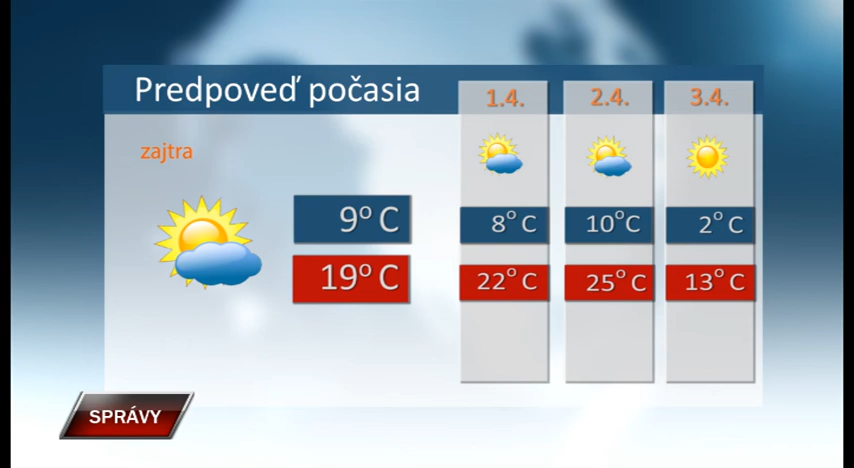 Predpoveď počasia
zajtra
9° C
19° C
1.4.
8° C
22° C
2.4.
10°C
25° C
3.4.
2° C
13° C
SPRÁVY